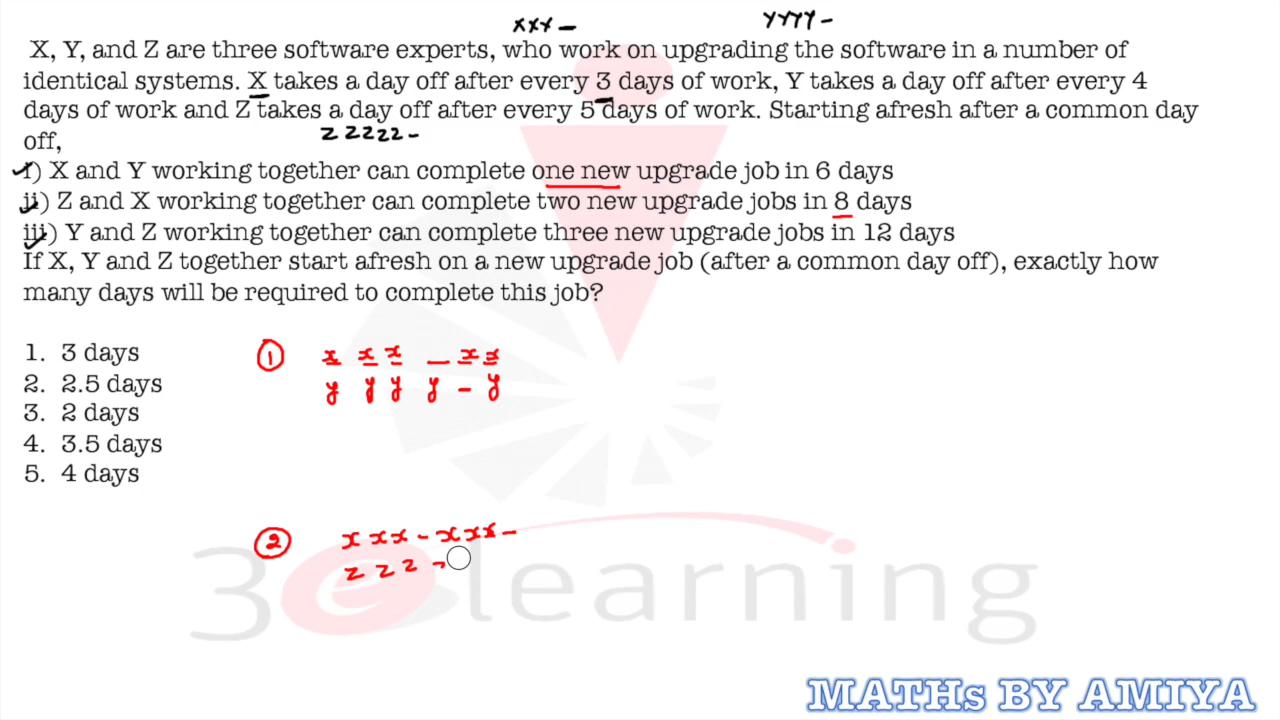 XXX – YYYY –
X, Y, and Z are three software experts, who work on upgrading the software in a number of
identical systems. X takes a day off after every 3 days of work, Y takes a day off after every 4
days of work and Z takes a day off after every 5 days of work. Starting afresh after a common day
off,
Z Z Z Z Z –
i) X and Y working together can complete one new upgrade job in 6 days
ii) Z and X working together can complete two new upgrade jobs in 8 days
iii) Y and Z working together can complete three new upgrade jobs in 12 days
If X, Y and Z together start afresh on a new upgrade job (after a common day off), exactly how
many days will be required to complete this job?
1. 3 days
2. 2.5 days
3. 2 days
4. 3.5 days
5. 4 days
① x x x – x x
y y y y – y
② x x x – x x x –
z z z
3elearning
MATHs BY AMIYA